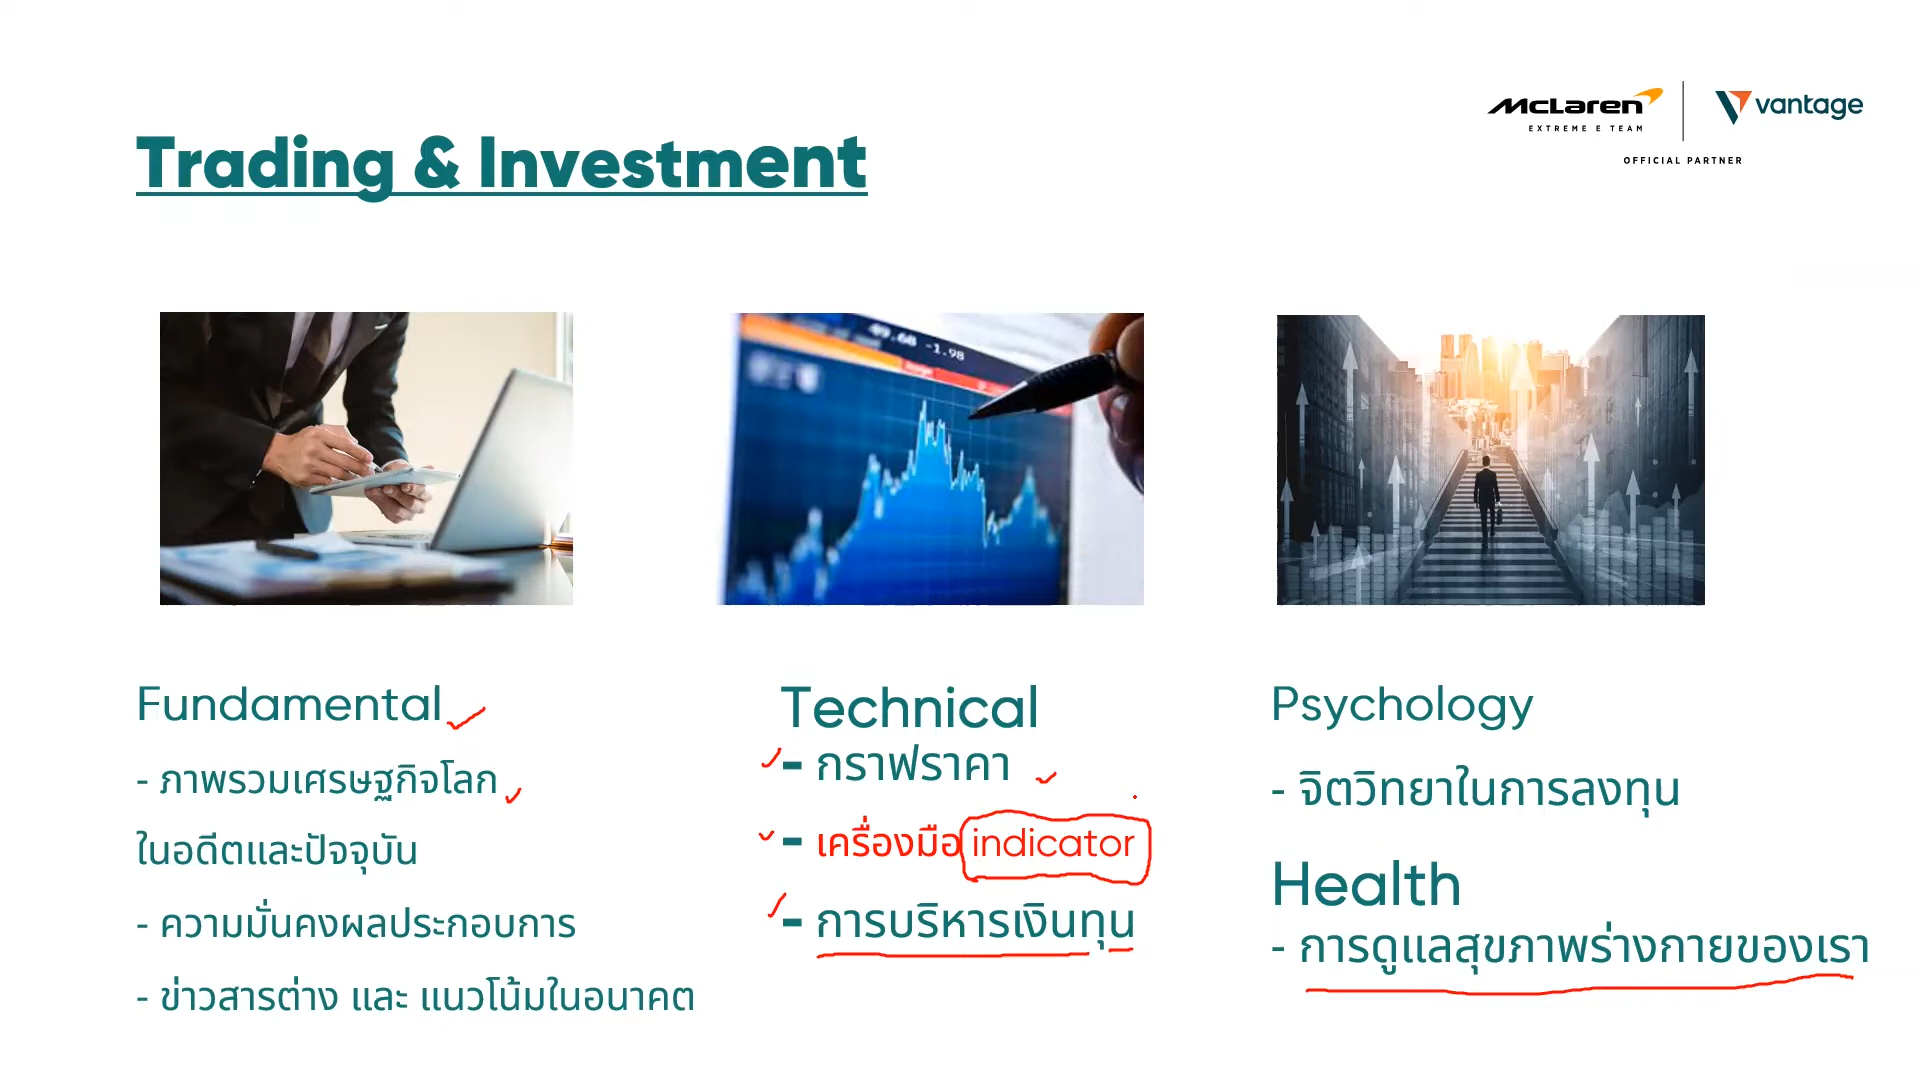 McLaren
EXTREME E TEAM
vantage
OFFICIAL PARTNER
Trading & Investment
-1.98
Fundamental
- ภาพรวมเศรษฐกิจโลก
ในอดีตและปัจจุบัน
- ความมั่นคงผลประกอบการ
- ข่าวสารต่าง และ แนวโน้มในอนาคต
Technical
- กราฟราคา
- เครื่องมือ indicator
- การบริหารเงินทุน
Psychology
- จิตวิทยาในการลงทุน
Health
- การดูแลสุขภาพร่างกายของเรา